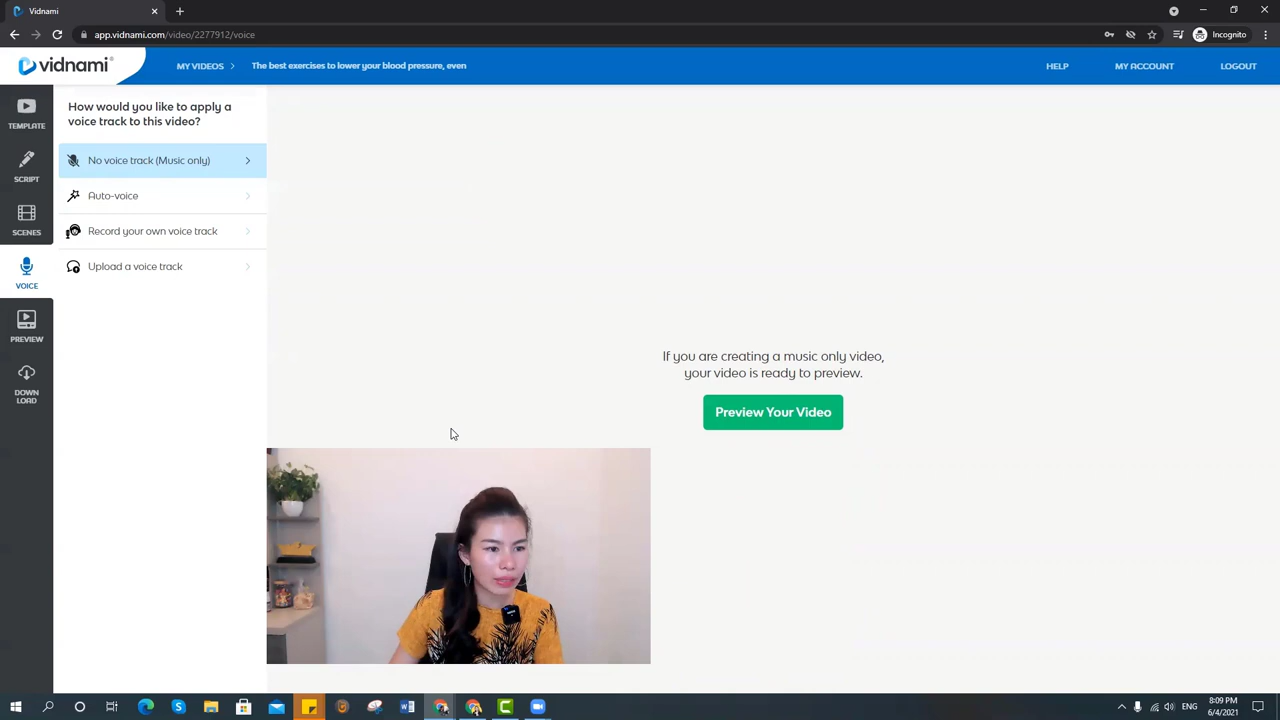 Vidnami
app.vidnami.com/video/2277912/voice
Incognito
vidnami®
MY VIDEOS
The best exercises to lower your blood pressure, even
HELP
MY ACCOUNT
LOGOUT
TEMPLATE
SCRIPT
SCENES
VOICE
PREVIEW
DOWN
LOAD
How would you like to apply a
voice track to this video?
No voice track (Music only)
Auto-voice
Record your own voice track
Upload a voice track
If you are creating a music only video,
your video is ready to preview.
Preview Your Video
ENG
8:09 PM
6/4/2021